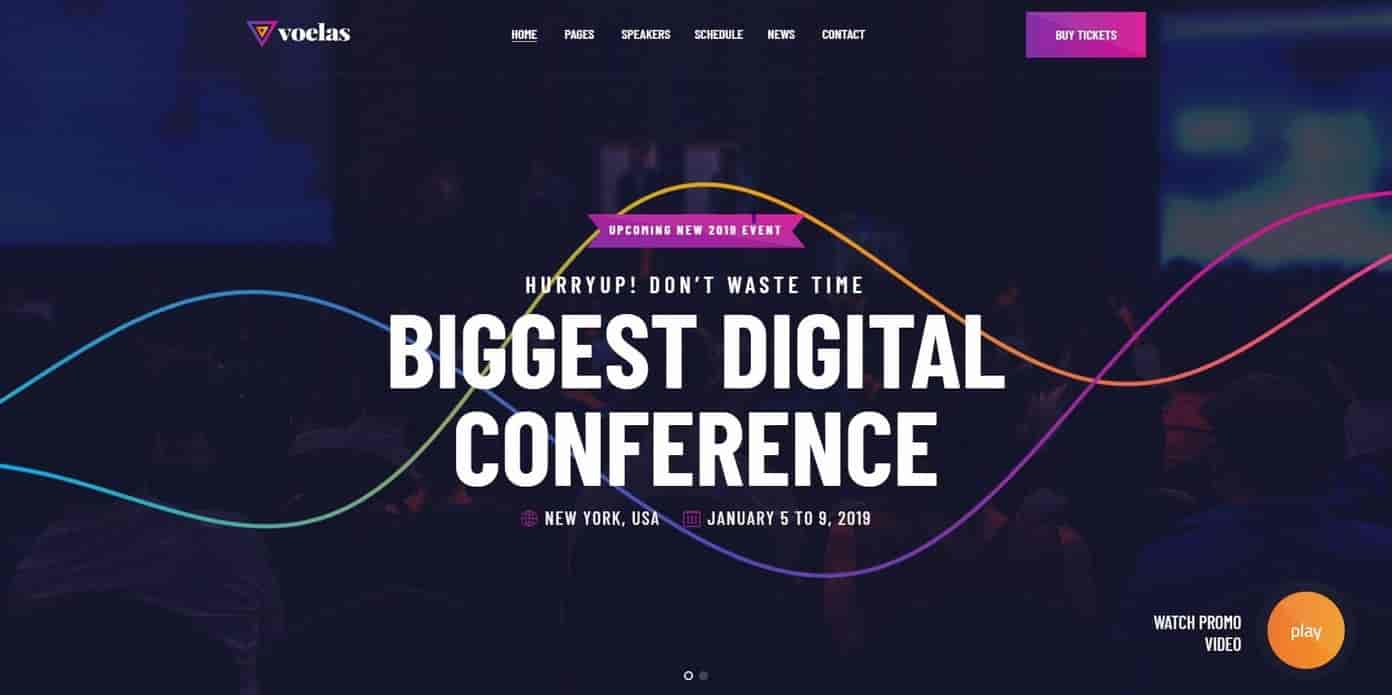 voelas
HOME PAGES SPEAKERS SCHEDULE NEWS CONTACT
BUY TICKETS
UPCOMING NEW 2019 EVENT
HURRYUP! DON'T WASTE TIME
BIGGEST DIGITAL
CONFERENCE
NEW YORK, USA JANUARY 5 TO 9, 2019
WATCH PROMO
VIDEO
play